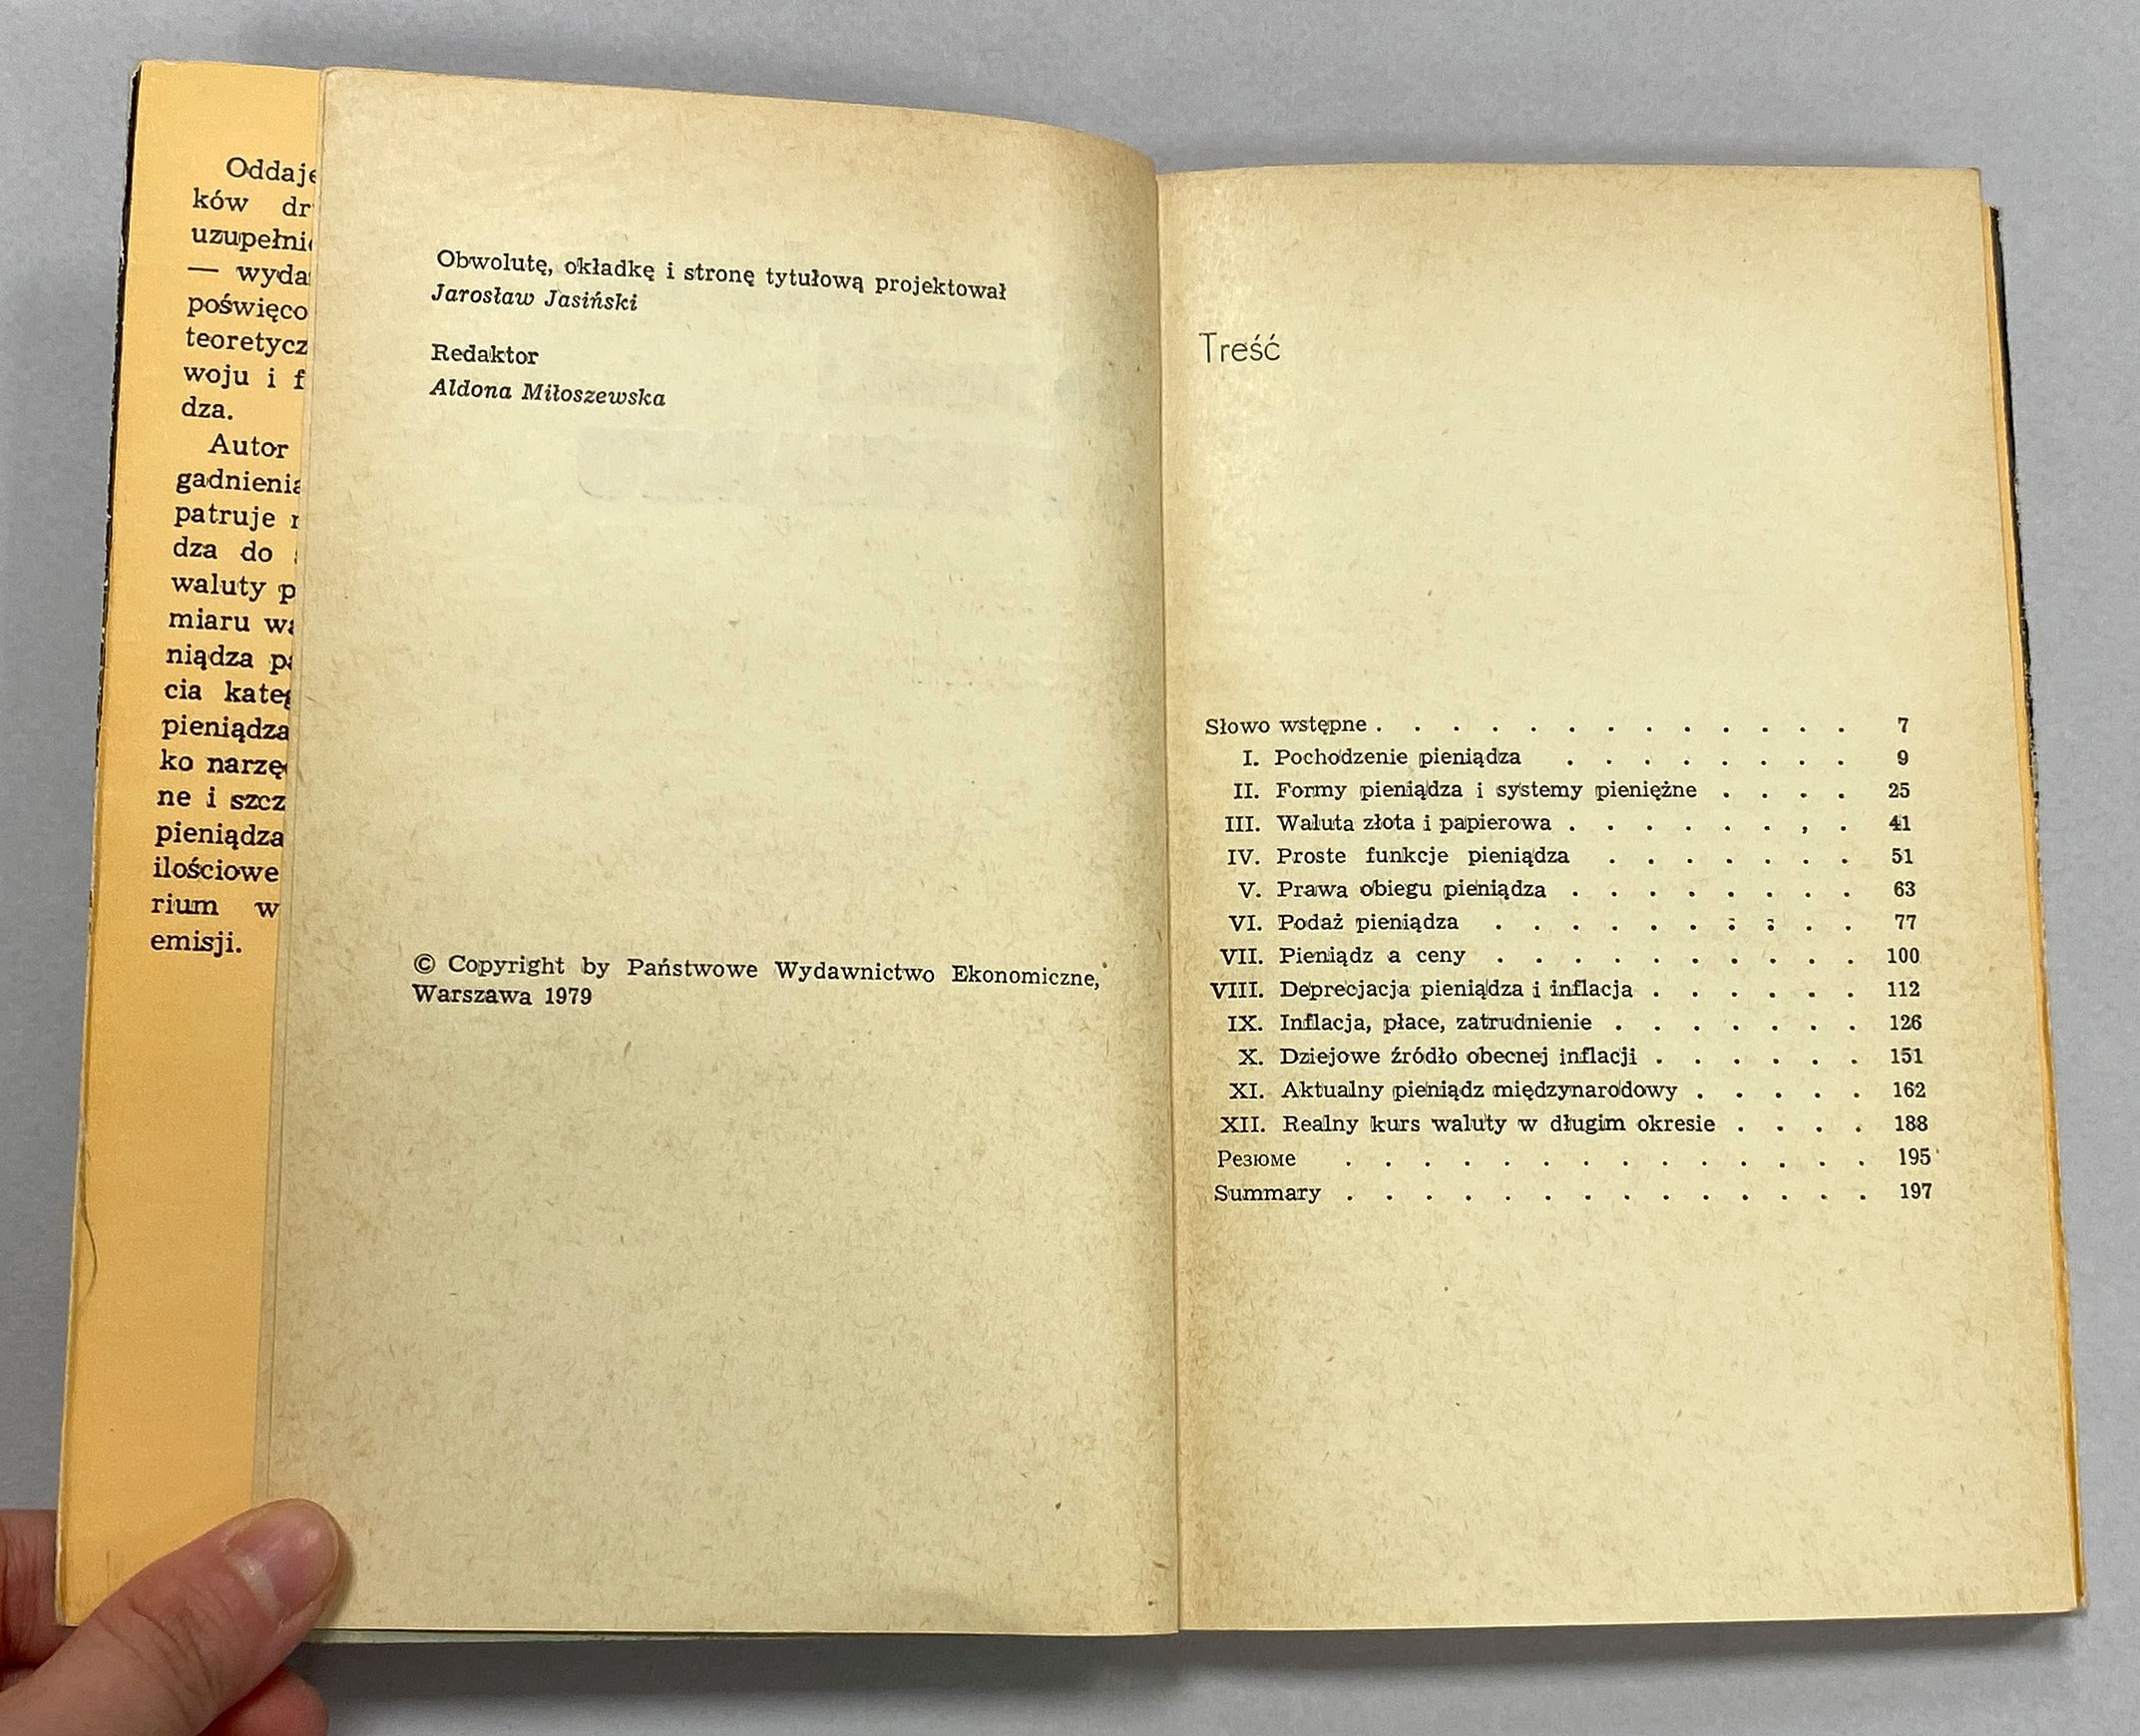 Oddaje
ków
uzupełni
— wyda
poświęco
teoretycz
woju i f
dza.
Autor
gadnienia
patruje
dza do
waluty p
miaru wa
niądza pa
cia kateg
pieniądza
ko narzę
ne i szcz
pieniądza
ilościowe
rium w
emisji.
Obwolutę, okładkę i stronę tytułową projektował
Jarosław Jasiński
Redaktor
Aldona Miłoszewska
© Copyright by Państwowe Wydawnictwo Ekonomiczne,
Warszawa 1979
Treść
Słowo wstępne . . . . . . . . . . . . . 7
I. Pochodzenie pieniądza . . . . . . . . 9
II. Formy pieniądza i systemy pieniężne . . . . 25
III. Waluta złota i papierowa . . . . . . , . 41
IV. Proste funkcje pieniądza . . . . . . . 51
V. Prawa obiegu pieniądza . . . . . . . . 63
VI. Podaż pieniądza . . . . . . : : . . 77
VII. Pieniądz a ceny . . . . . . . . . . 100
VIII. Deprecjacja pieniądza i inflacja . . . . . . 112
IX. Inflacja, płace, zatrudnienie . . . . . . . 126
X. Dziejowe źródło obecnej inflacji . . . . . . 151
XI. Aktualny pieniądz międzynarodowy . . . . . 162
XII. Realny kurs waluty w długim okresie . . . . 188
Резюме . . . . . . . . . . . . . . 195
Summary . . . . . . . . . . . . . . 197